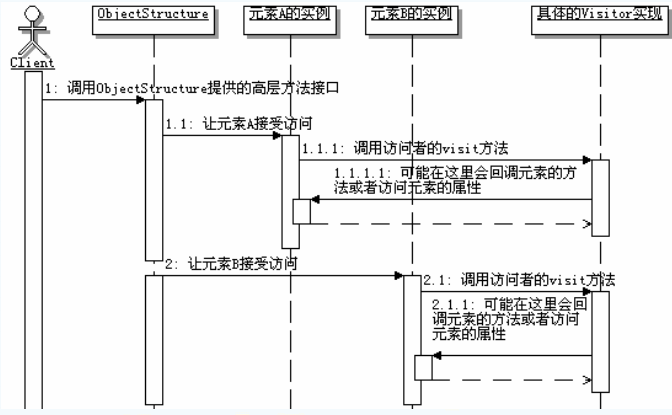 ObjectStructure
元素A的实例
元素B的实例
具体的Visitor实现
Client
1: 调用ObjectStructure提供的高层方法接口
1.1: 让元素A接受访问
1.1.1: 调用访问者的visit方法
1.1.1.1: 可能在这里会回调元素的方
法或者访问元素的属性
2: 让元素B接受访问
2.1: 调用访问者的visit方法
2.1.1: 可能在这里会回
调元素的方法或者访问
元素的属性